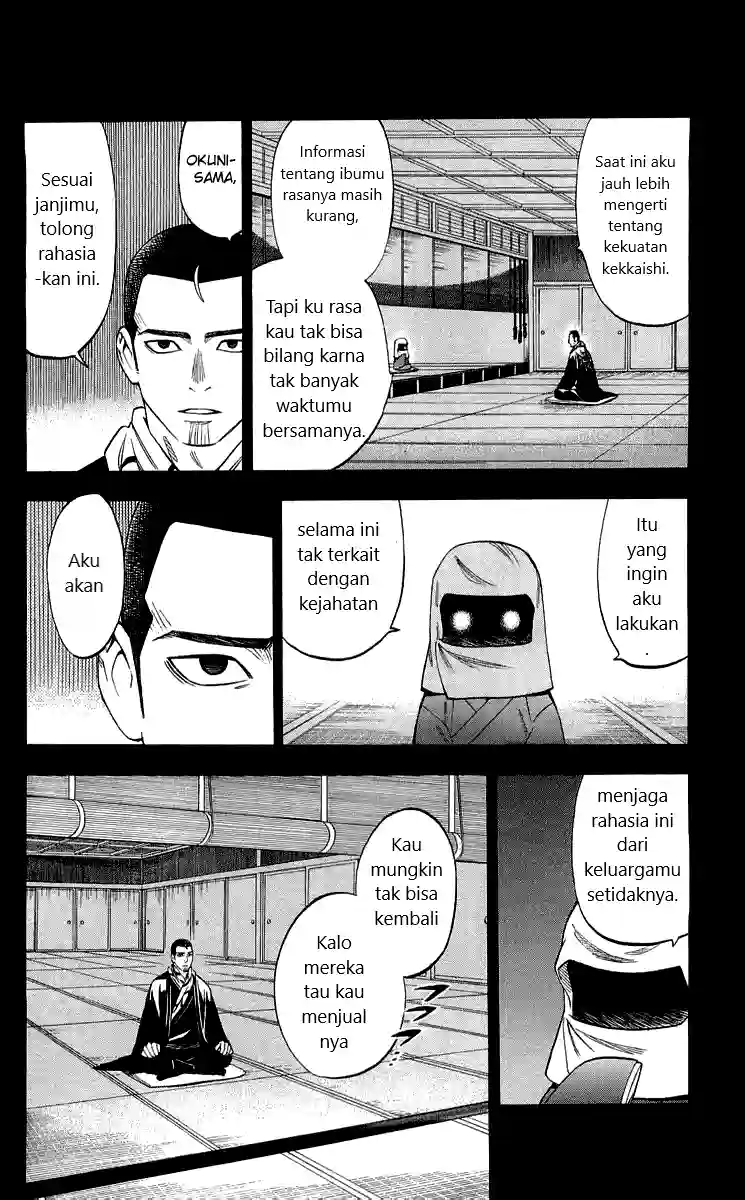 Saat ini aku
jauh lebih
mengerti
tentang
kekuatan
kekkaishi.
Informasi
tentang ibumu
rasanya masih
kurang,
Tapi ku rasa
kau tak bisa
bilang karna
tak banyak
waktumu
bersamanya.
OKUNI-
SAMA,
Sesuai
janjimu,
tolong
rahasia
-kan ini.
Itu
yang
ingin
aku
lakukan
.
selama ini
tak terkait
dengan
kejahatan
Aku
akan
menjaga
rahasia ini
dari
keluargamu
setidaknya.
Kau
mungkin
tak bisa
kembali
Kalo
mereka
tau kau
menjual
nya